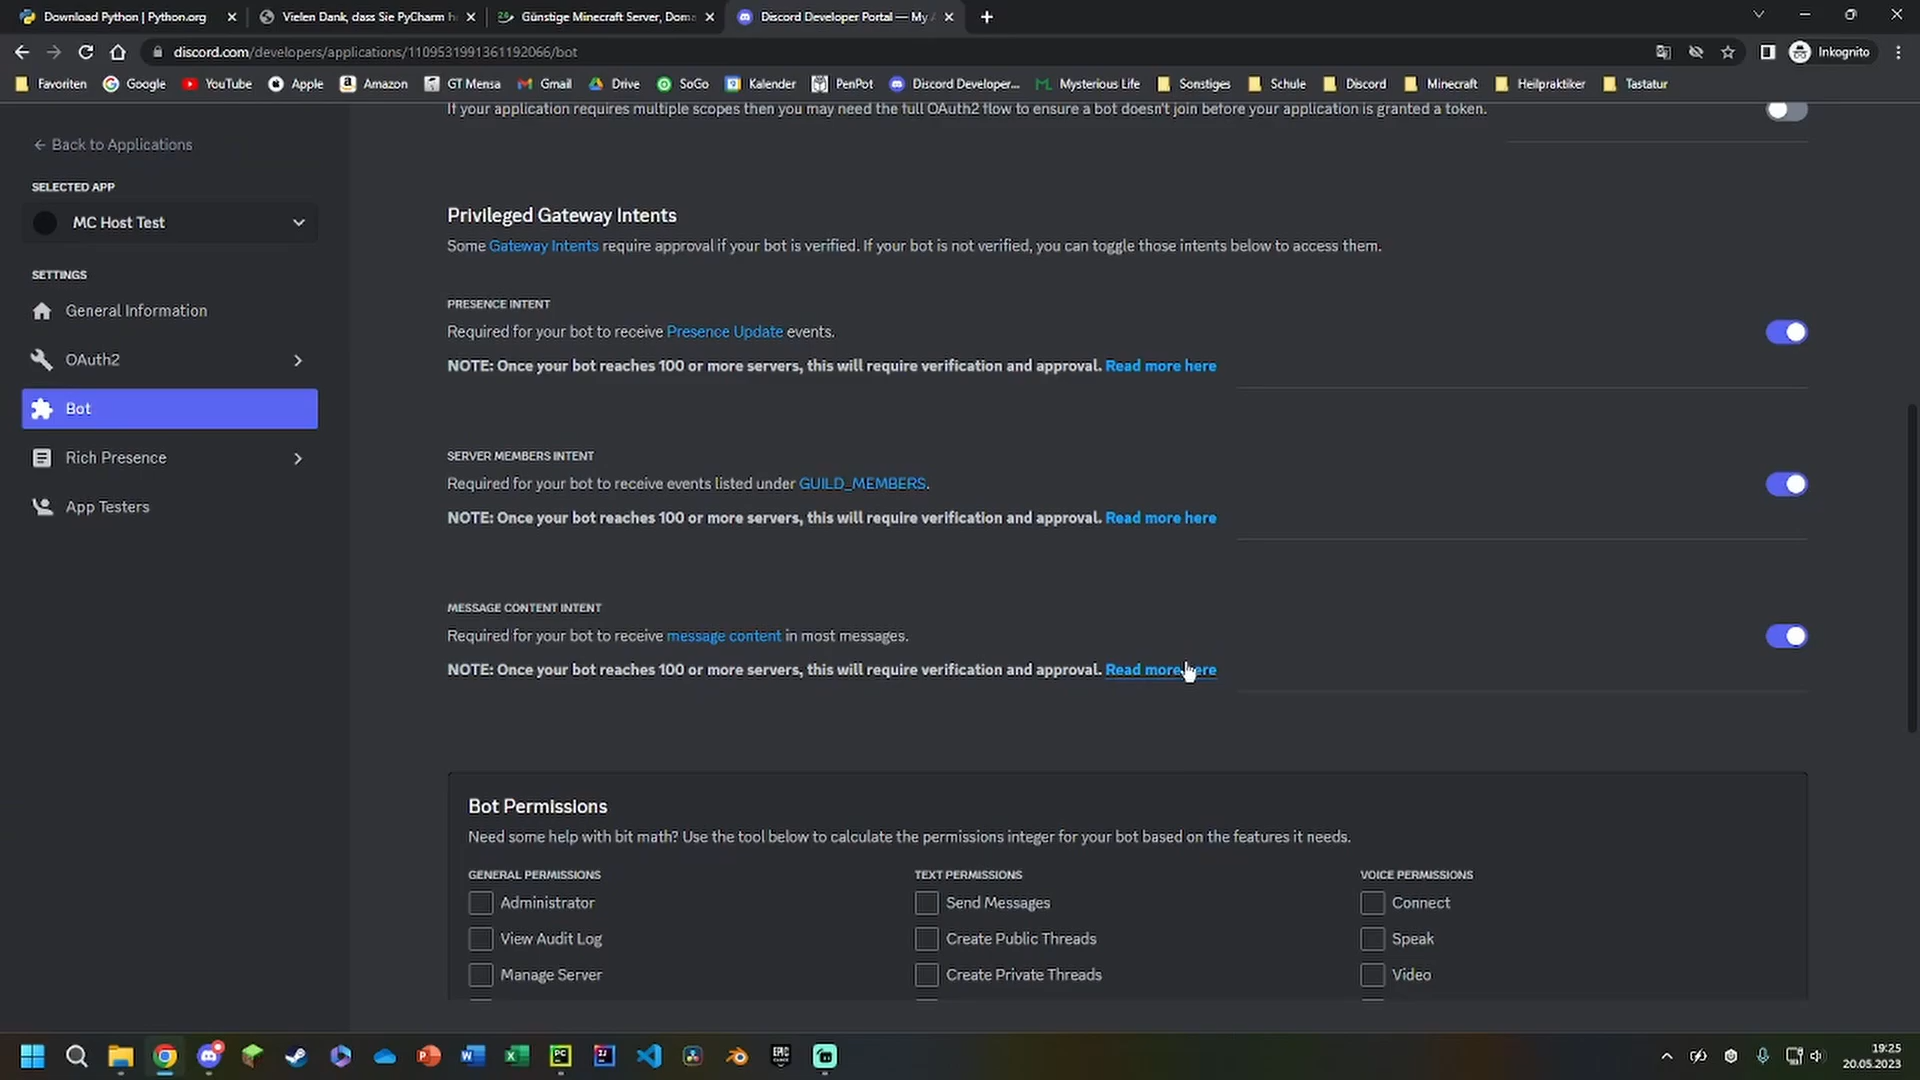 Download Python | Python.org
Vielen Dank, dass Sie PyCharm h
Günstige Minecraft Server, Dom
Discord Developer Portal — My
discord.com/developers/applications/1109531991361192066/bot
Inkognito
Favoriten
Google
YouTube
Apple
Amazon
GT Mensa
Gmail
Drive
SoGo
Kalender
PenPot
Discord Developer...
Mysterious Life
Sonstiges
Schule
Discord
Minecraft
Heilpraktiker
Tastatur
If your application requires multiple scopes then you may need the full OAuth2 flow to ensure a bot doesn't join before your application is granted a token.
← Back to Applications
SELECTED APP
MC Host Test
SETTINGS
General Information
OAuth2
Bot
Rich Presence
App Testers
Privileged Gateway Intents
Some Gateway Intents require approval if your bot is verified. If your bot is not verified, you can toggle those intents below to access them.
PRESENCE INTENT
Required for your bot to receive Presence Update events.
NOTE: Once your bot reaches 100 or more servers, this will require verification and approval. Read more here
SERVER MEMBERS INTENT
Required for your bot to receive events listed under GUILD_MEMBERS.
NOTE: Once your bot reaches 100 or more servers, this will require verification and approval. Read more here
MESSAGE CONTENT INTENT
Required for your bot to receive message content in most messages.
NOTE: Once your bot reaches 100 or more servers, this will require verification and approval. Read more here
Bot Permissions
Need some help with bit math? Use the tool below to calculate the permissions integer for your bot based on the features it needs.
GENERAL PERMISSIONS
Administrator
View Audit Log
Manage Server
TEXT PERMISSIONS
Send Messages
Create Public Threads
Create Private Threads
VOICE PERMISSIONS
Connect
Speak
Video
19:25
20.05.2023